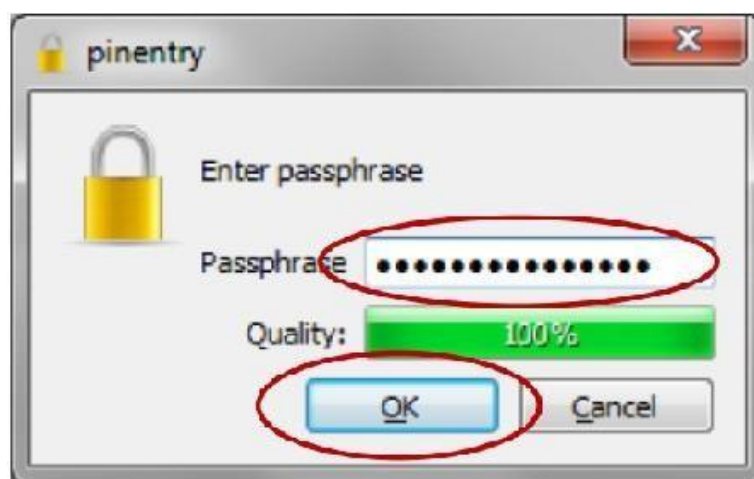 pinentry
Enter passphrase
Passphrase ●●●●●●●●●●●●●●●
Quality: 100%
OK Cancel